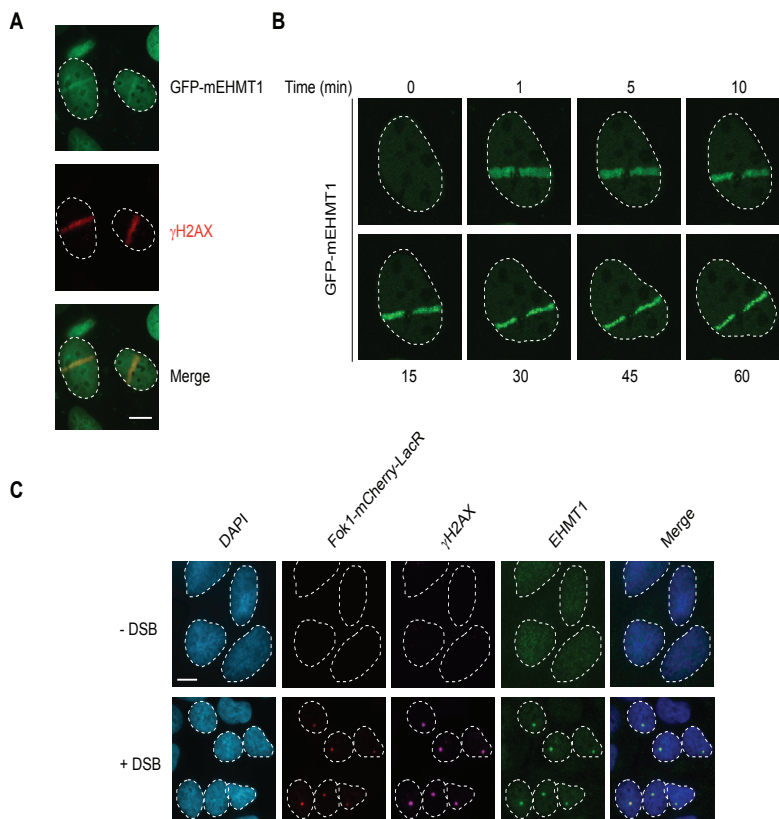 A
GFP-mEHMT1
γH2AX
Merge
B
Time (min) 0 1 5 10
GFP-mEHMT1
15 30 45 60
C
DAPI Fok1-mCherry-LacR γH2AX EHMT1 Merge
- DSB
+ DSB